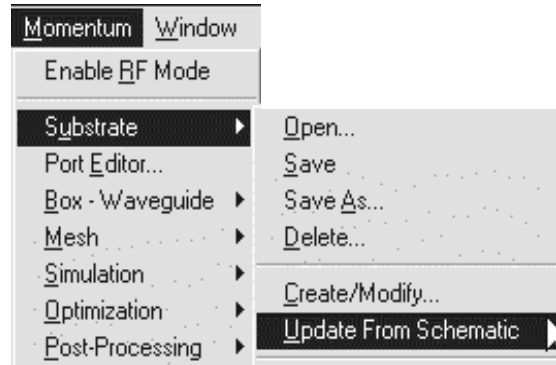 Momentum Window
Enable RF Mode
Substrate
Port Editor...
Box - Waveguide
Mesh
Simulation
Optimization
Post-Processing
Open...
Save
Save As...
Delete...
Create/Modify...
Update From Schematic